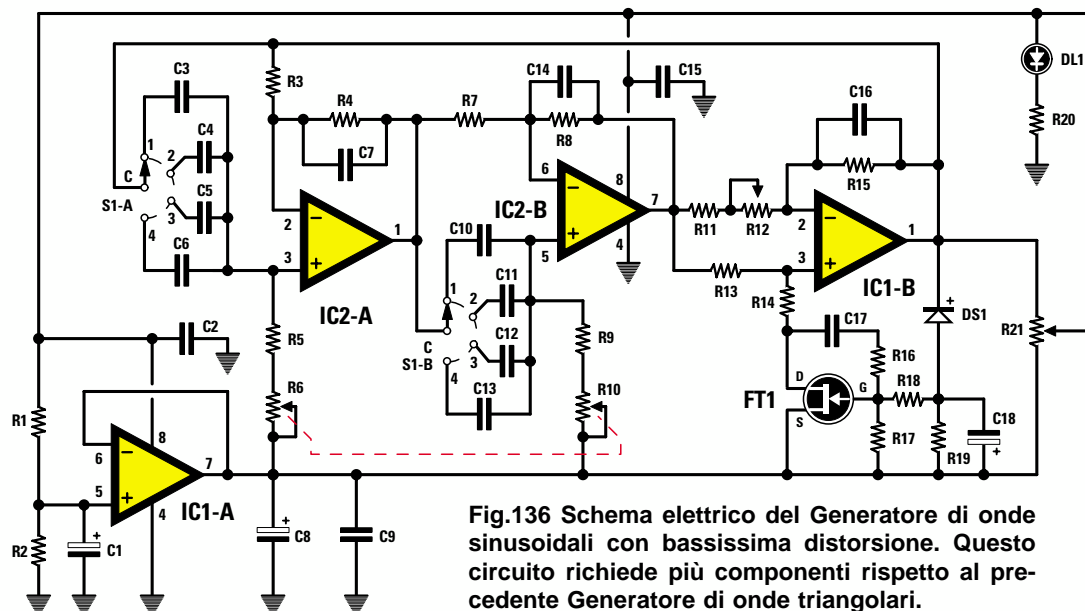 C3
C4
C5
C6
1
2
3
4
C
S1-A
R3
R4
C7
2
3
1
IC2-A
R5
R6
R7
C14
R8
C15
6
5
7
8
4
IC2-B
C10
C11
C12
C13
1
2
3
4
C
S1-B
R9
R10
R11
R12
R13
R14
C16
R15
2
3
1
IC1-B
C17
R16
D
G
S
FT1
R18
R17
R19
C18
+
DS1
+
R21
DL1
R20
C2
R1
R2
C1
+
6
5
7
8
4
IC1-A
C8
+
C9
Fig.136 Schema elettrico del Generatore di onde
sinusoidali con bassissima distorsione. Questo
circuito richiede più componenti rispetto al pre-
cedente Generatore di onde triangolari.